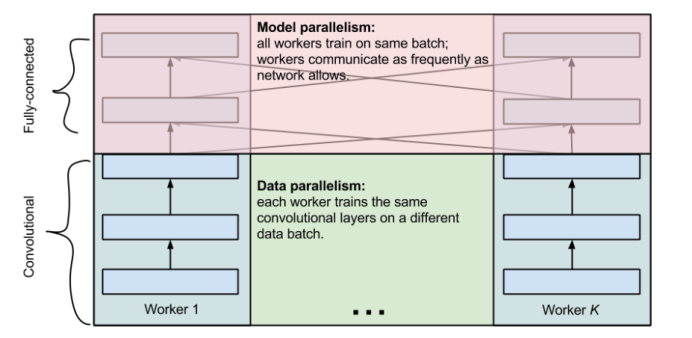 Fully-connected
Model parallelism:
all workers train on same batch;
workers communicate as frequently as
network allows.
Convolutional
Data parallelism:
each worker trains the same
convolutional layers on a different
data batch.
Worker 1
...
Worker K